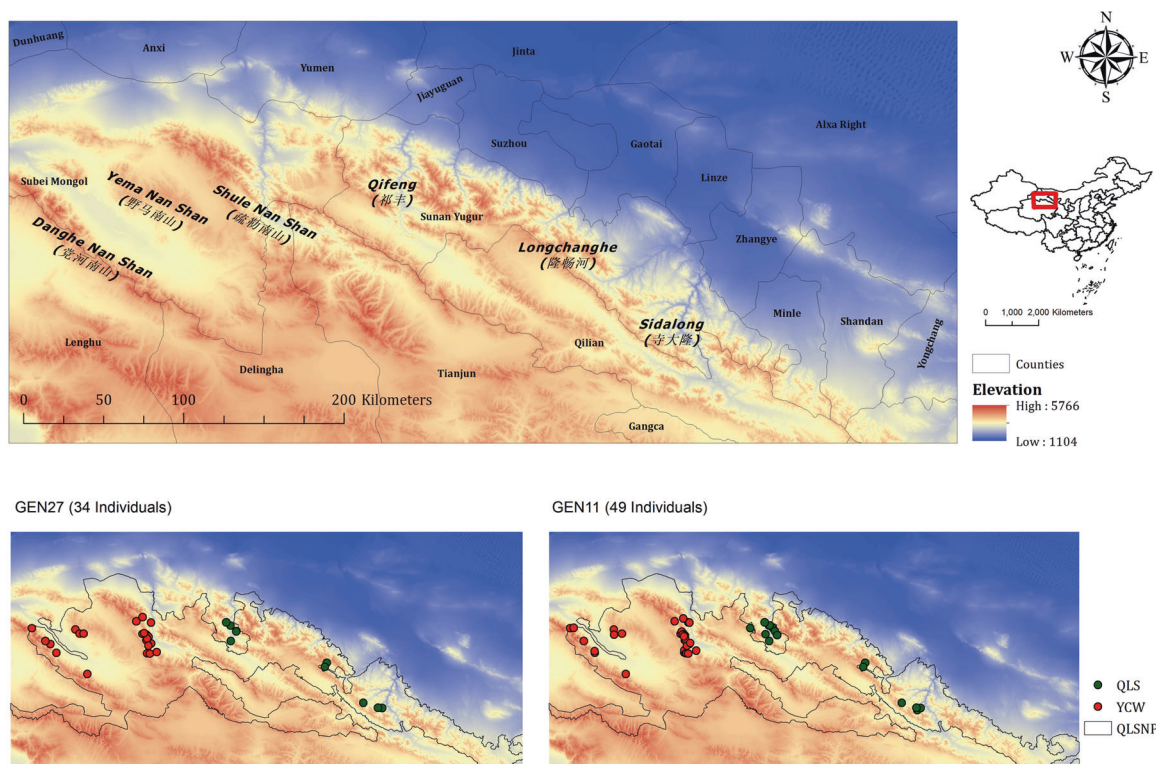 Dunhuang
Anxi
Yumen
Jiayuguan
Jinta
Suzhou
Gaotai
Alxa Right
Linze
Subei Mongol
Yema Nan Shan
(野马南山)
Shule Nan Shan
(疏勒南山)
Qifeng
(祁丰)
Sunan Yugur
Danghe Nan Shan
(党河南山)
Longchanghe
(隆畅河)
Zhangye
Sidalong
(寺大隆)
Minle
Shandan
Yongchang
Lenghu
Delingha
Tianjun
Qilian
Gangca
0 50 100 200 Kilometers
N
W E
S
0 1,000 2,000 Kilometers
Counties
Elevation
High : 5766
Low : 1104
GEN27 (34 Individuals)
GEN11 (49 Individuals)
QLS
YCW
QLSNP